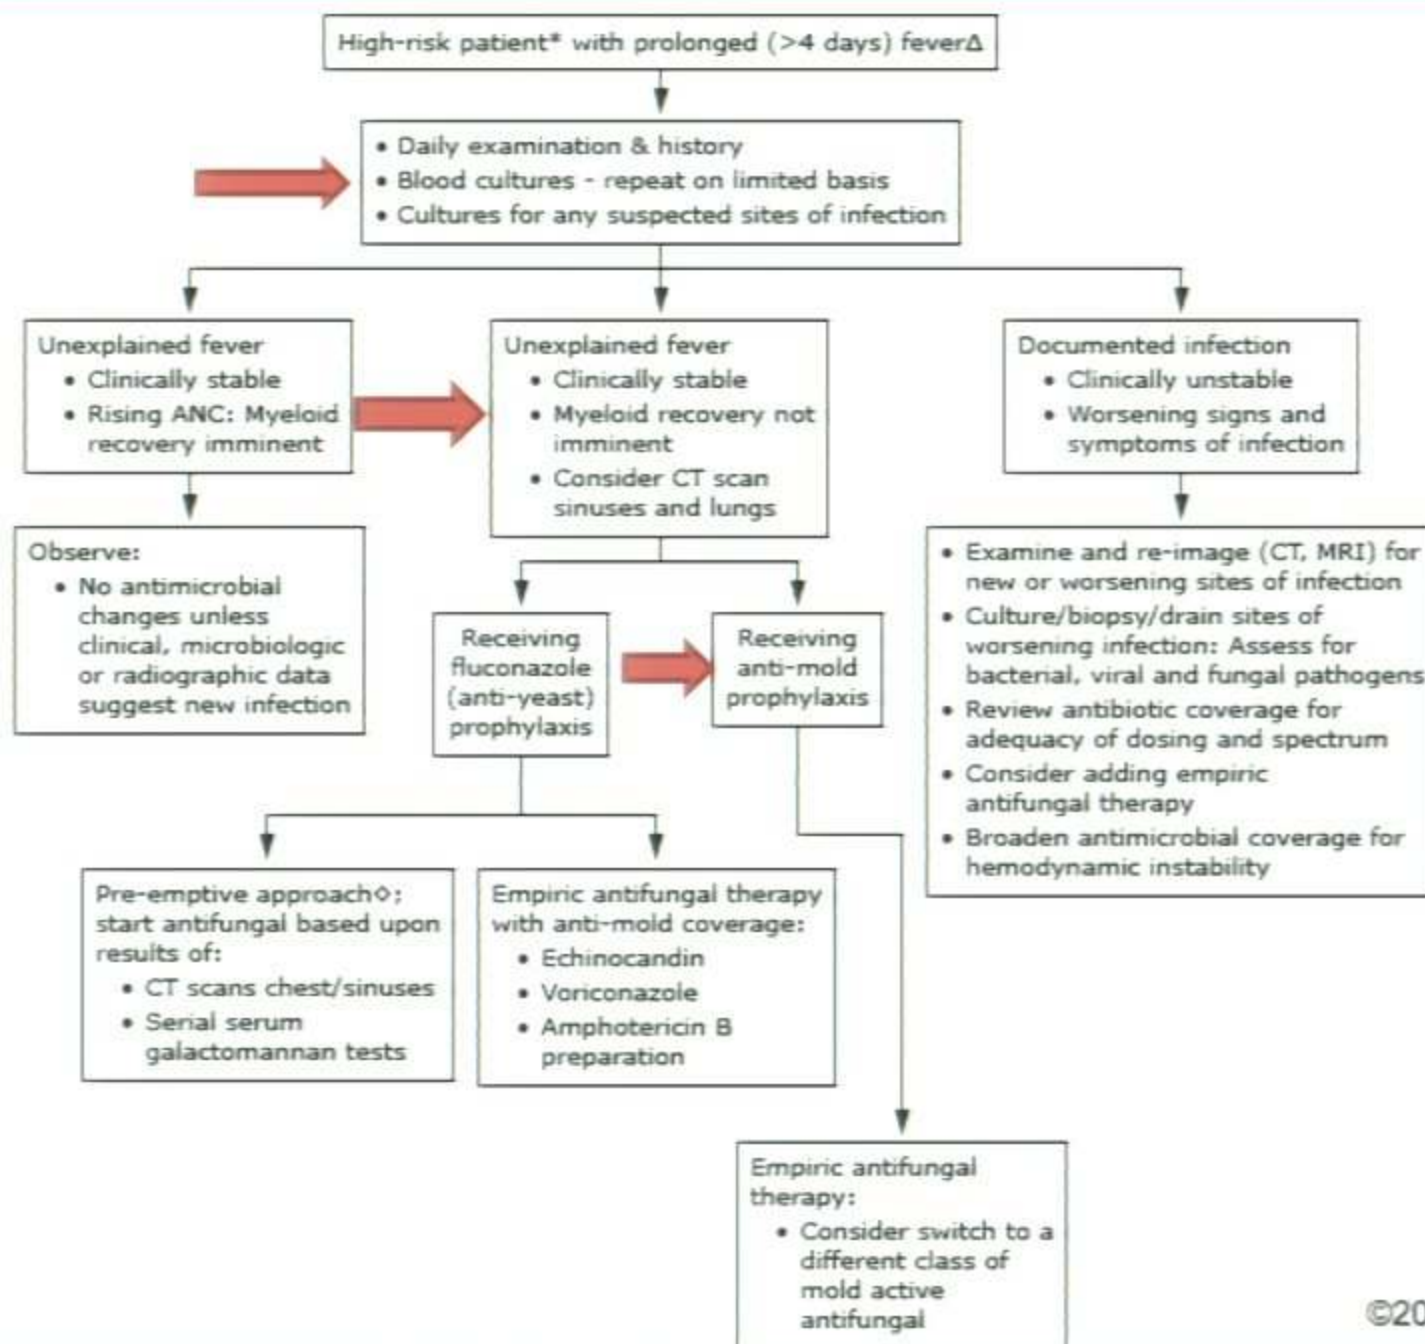 High-risk patient* with prolonged (>4 days) feverΔ
• Daily examination & history
• Blood cultures - repeat on limited basis
• Cultures for any suspected sites of infection
Unexplained fever
• Clinically stable
• Rising ANC: Myeloid
recovery imminent
Unexplained fever
• Clinically stable
• Myeloid recovery not
imminent
• Consider CT scan
sinuses and lungs
Documented infection
• Clinically unstable
• Worsening signs and
symptoms of infection
Observe:
• No antimicrobial
changes unless
clinical, microbiologic
or radiographic data
suggest new infection
Receiving
fluconazole
(anti-yeast)
prophylaxis
Receiving
anti-mold
prophylaxis
• Examine and re-image (CT, MRI) for
new or worsening sites of infection
• Culture/biopsy/drain sites of
worsening infection: Assess for
bacterial, viral and fungal pathogens
• Review antibiotic coverage for
adequacy of dosing and spectrum
• Consider adding empiric
antifungal therapy
• Broaden antimicrobial coverage for
hemodynamic instability
Pre-emptive approach◇;
start antifungal based upon
results of:
• CT scans chest/sinuses
• Serial serum
galactomannan tests
Empiric antifungal therapy
with anti-mold coverage:
• Echinocandin
• Voriconazole
• Amphotericin B
preparation
Empiric antifungal
therapy:
• Consider switch to a
different class of
mold active
antifungal
©20